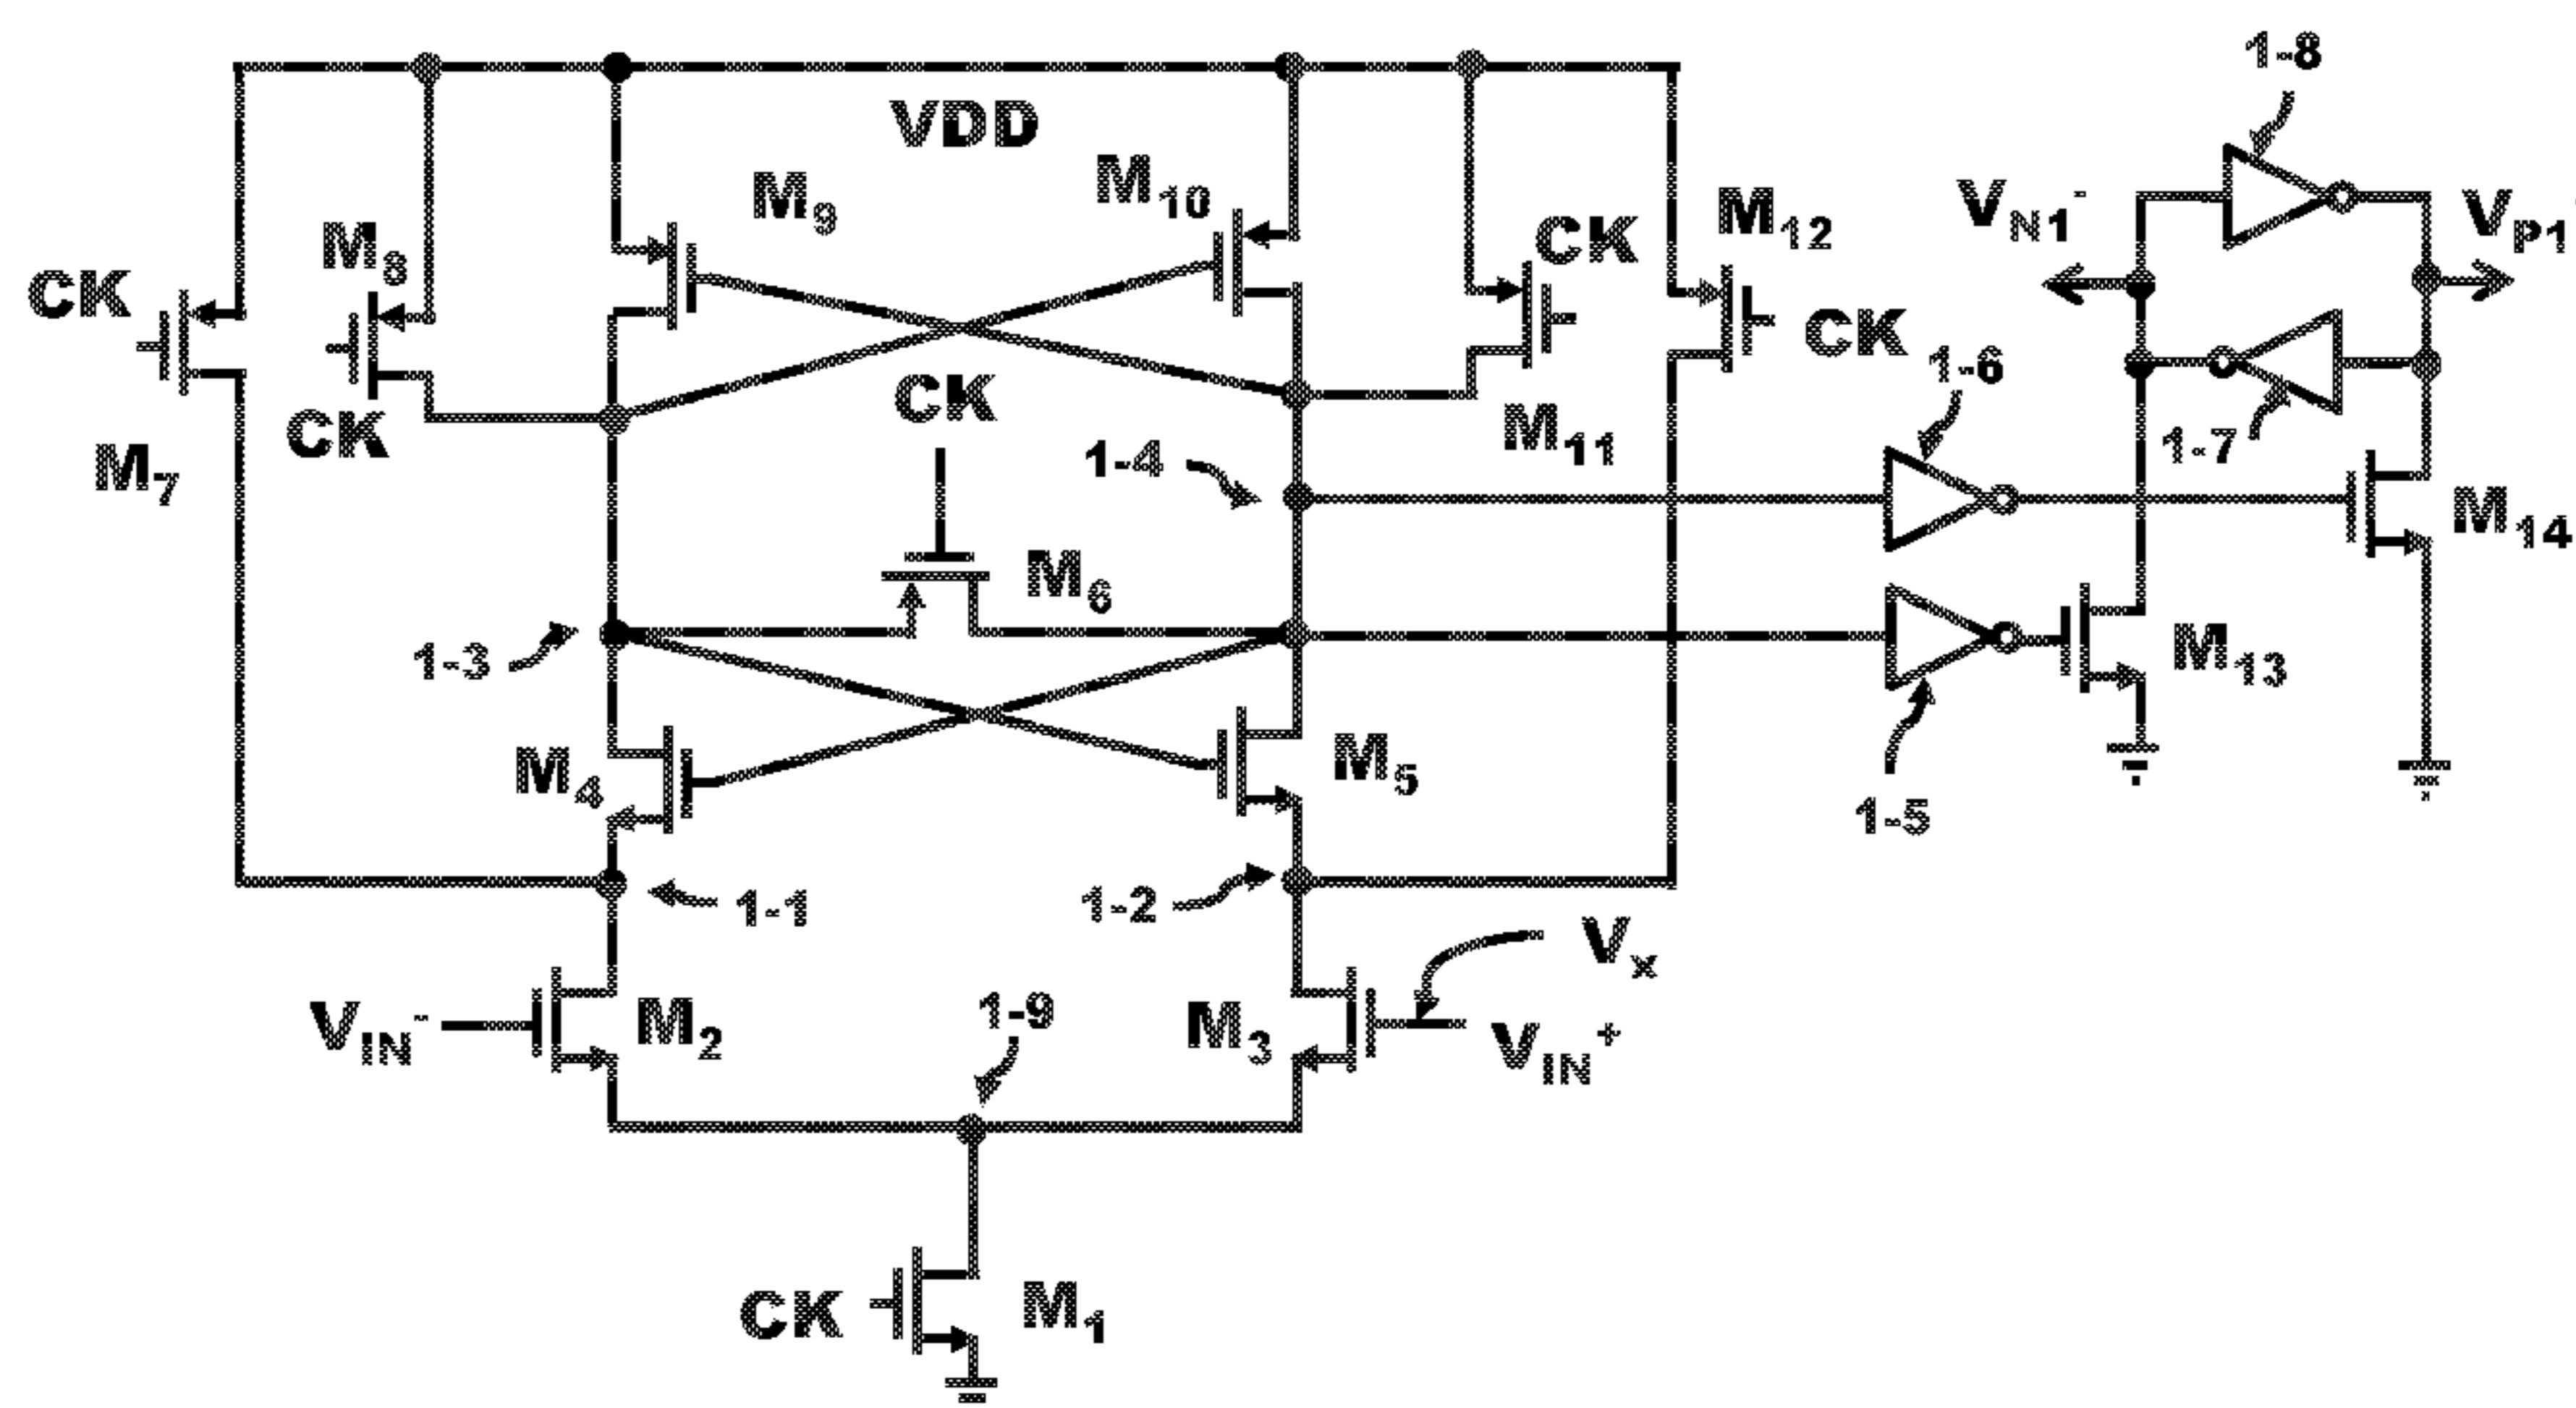 1-8
VDD
M9
M10
M12
VN1-
VP1
CK
M8
CK
CK
CK
CK
M7
M11
1-6
1-7
1-4
M14
M6
1-3
M13
M4
M5
1-5
1-1
1-2
Vx
VIN-
M2
1-9
M3
VIN+
CK
M1